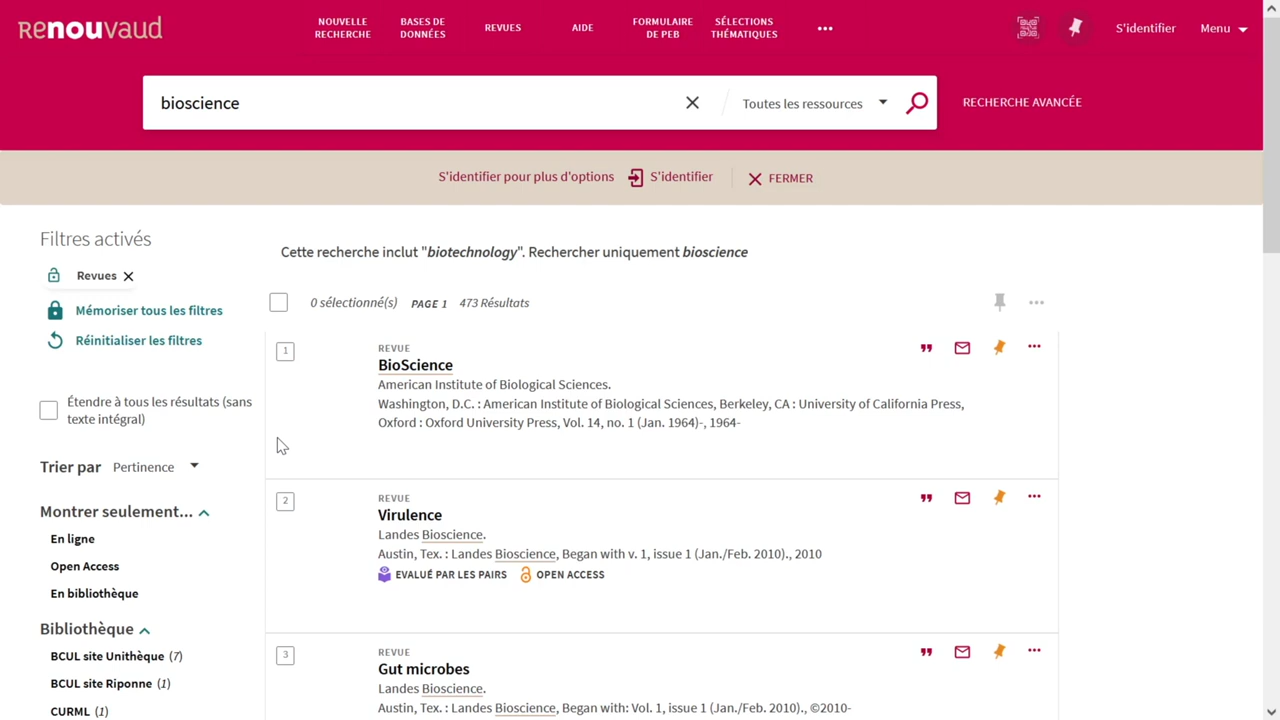 Renouvaud
NOUVELLE RECHERCHE
BASES DE DONNÉES
REVUES
AIDE
FORMULAIRE DE PEB
SÉLECTIONS THÉMATIQUES
S'identifier
Menu
bioscience
Toutes les ressources
RECHERCHE AVANCÉE
S'identifier pour plus d'options
S'identifier
FERMER
Filtres activés
Revues
Mémoriser tous les filtres
Réinitialiser les filtres
Étendre à tous les résultats (sans
texte intégral)
Trier par Pertinence
Montrer seulement...
En ligne
Open Access
En bibliothèque
Bibliothèque
BCUL site Unithèque (7)
BCUL site Riponne (1)
CURML (1)
Cette recherche inclut "biotechnology". Rechercher uniquement bioscience
0 sélectionné(s) PAGE 1 473 Résultats
1
REVUE
BioScience
American Institute of Biological Sciences.
Washington, D.C. : American Institute of Biological Sciences, Berkeley, CA : University of California Press,
Oxford : Oxford University Press, Vol. 14, no. 1 (Jan. 1964)-, 1964-
2
REVUE
Virulence
Landes Bioscience.
Austin, Tex. : Landes Bioscience, Began with v. 1, issue 1 (Jan./Feb. 2010)., 2010
EVALUÉ PAR LES PAIRS OPEN ACCESS
3
REVUE
Gut microbes
Landes Bioscience.
Austin, Tex. : Landes Bioscience, Began with: Vol. 1, issue 1 (Jan./Feb. 2010)., ©2010-